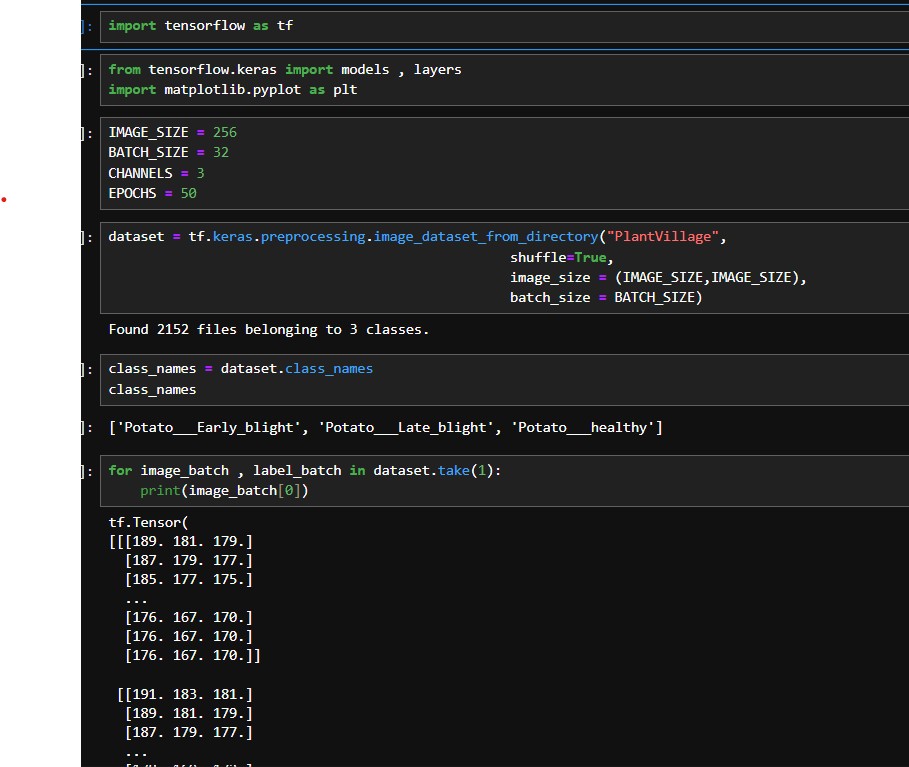 ]: import tensorflow as tf
]: from tensorflow.keras import models , layers
import matplotlib.pyplot as plt
]: IMAGE_SIZE = 256
BATCH_SIZE = 32
CHANNELS = 3
EPOCHS = 50
]: dataset = tf.keras.preprocessing.image_dataset_from_directory("PlantVillage",
shuffle=True,
image_size = (IMAGE_SIZE,IMAGE_SIZE),
batch_size = BATCH_SIZE)
Found 2152 files belonging to 3 classes.
]: class_names = dataset.class_names
class_names
]: ['Potato___Early_blight', 'Potato___Late_blight', 'Potato___healthy']
]: for image_batch , label_batch in dataset.take(1):
    print(image_batch[0])
tf.Tensor(
[[[189. 181. 179.]
  [187. 179. 177.]
  [185. 177. 175.]
  ...
  [176. 167. 170.]
  [176. 167. 170.]
  [176. 167. 170.]]
 [[191. 183. 181.]
  [189. 181. 179.]
  [187. 179. 177.]
  ...